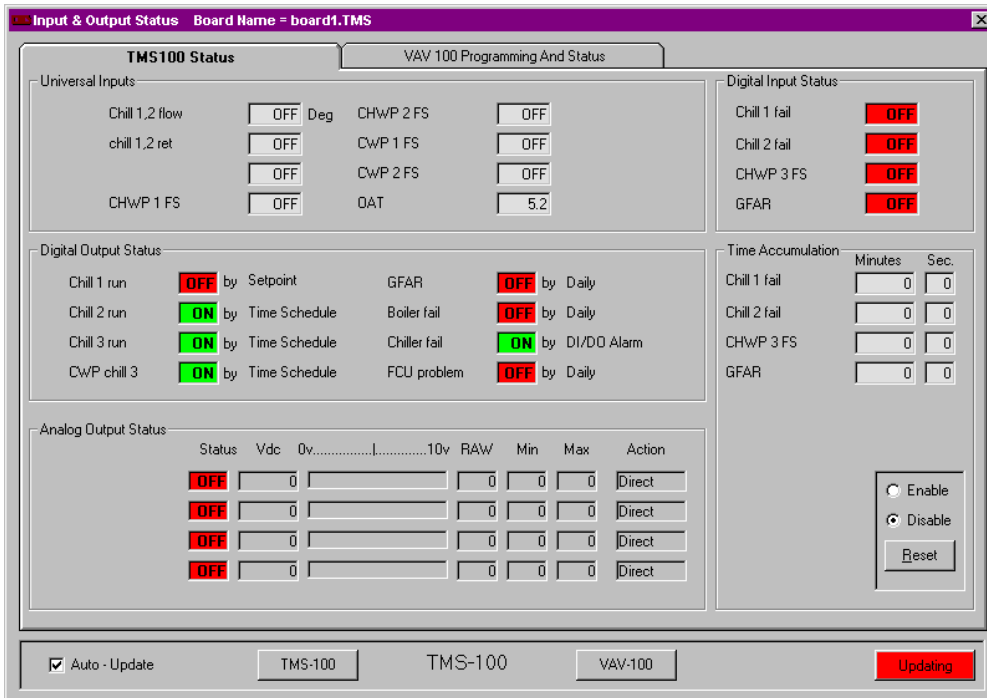 Input & Output Status Board Name = board1.TMS
TMS100 Status
VAV 100 Programming And Status
Universal Inputs
Chill 1,2 flow OFF Deg CHWP 2 FS OFF
chill 1,2 ret OFF CWP 1 FS OFF
OFF CWP 2 FS OFF
CHWP 1 FS OFF OAT 5.2
Digital Input Status
Chill 1 fail OFF
Chill 2 fail OFF
CHWP 3 FS OFF
GFAR OFF
Digital Output Status
Chill 1 run OFF by Setpoint GFAR OFF by Daily
Chill 2 run ON by Time Schedule Boiler fail OFF by Daily
Chill 3 run ON by Time Schedule Chiller fail ON by DI/DO Alarm
CWP chill 3 ON by Time Schedule FCU problem OFF by Daily
Time Accumulation
Minutes Sec.
Chill 1 fail 0 0
Chill 2 fail 0 0
CHWP 3 FS 0 0
GFAR 0 0
Analog Output Status
Status Vdc 0v................|.............10v RAW Min Max Action
OFF 0 0 0 0 Direct
OFF 0 0 0 0 Direct
OFF 0 0 0 0 Direct
OFF 0 0 0 0 Direct
Enable
Disable
Reset
Auto - Update TMS-100 TMS-100 VAV-100 Updating